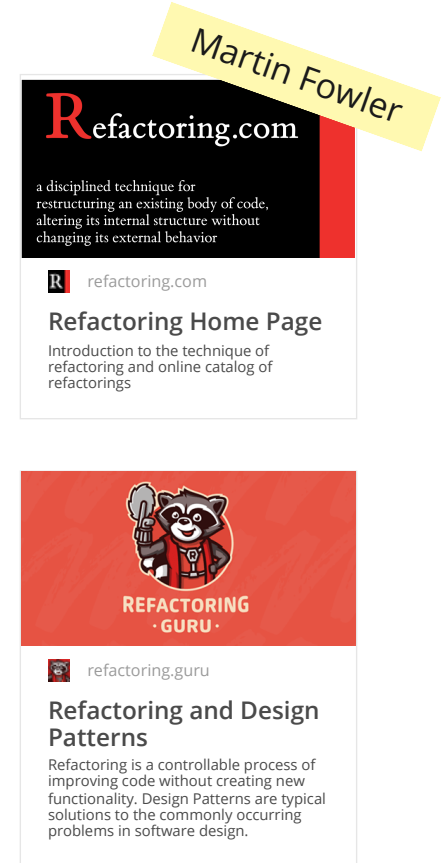 Martin Fowler
Refactoring.com
a disciplined technique for
restructuring an existing body of code,
altering its internal structure without
changing its external behavior
R
refactoring.com
Refactoring Home Page
Introduction to the technique of
refactoring and online catalog of
refactorings
R
REFACTORING
·GURU·
refactoring.guru
Refactoring and Design
Patterns
Refactoring is a controllable process of
improving code without creating new
functionality. Design Patterns are typical
solutions to the commonly occurring
problems in software design.